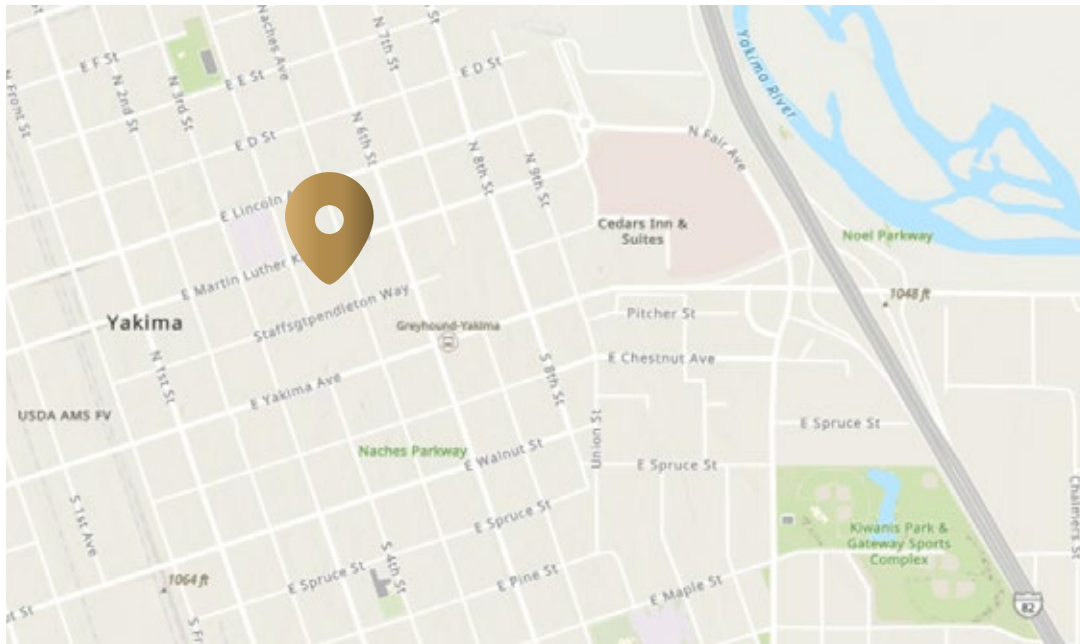 E F St
N 2nd St
N 3rd St
E E St
Naches Ave
N 7th St
E D St
N Front St
E D St
N 6th St
N 8th St
N 9th St
N Fair Ave
Yakima River
E Lincoln
Cedars Inn &
Suites
Noel Parkway
E Martin Luther
Staffsgtpendleton Way
1048 ft
Yakima
Greyhound-Yakima
Pitcher St
N 1st St
E Yakima Ave
S 8th St
E Chestnut Ave
USDA AMS FV
Union St
E Spruce St
Naches Parkway
E Walnut St
E Spruce St
S 1st Ave
E Spruce St
Chalmers St
Kiwanis Park &
Gateway Sports
Complex
1064 ft
E Spruce St
S 4th St
E Pine St
E Maple St
82